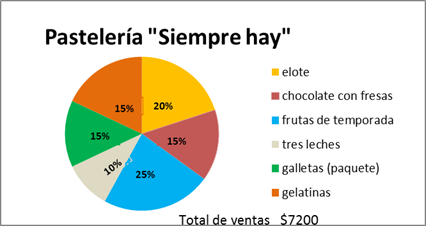 Pastelería "Siempre hay"
20%
15%
25%
10%
15%
15%
elote
chocolate con fresas
frutas de temporada
tres leches
galletas (paquete)
gelatinas
Total de ventas $7200